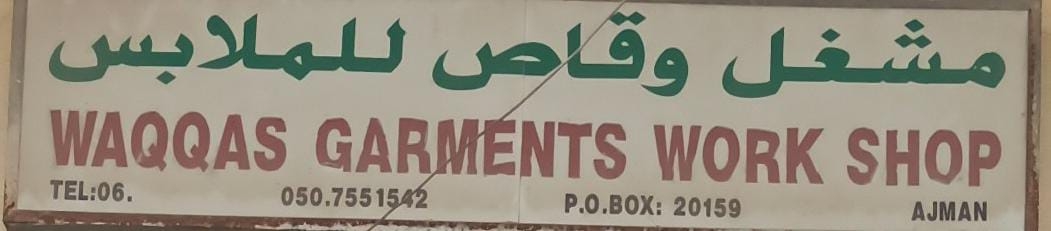 مشغل وقاص للملابس
WAQQAS GARMENTS WORK SHOP
TEL:06. 050.7551542 P.O.BOX: 20159 AJMAN